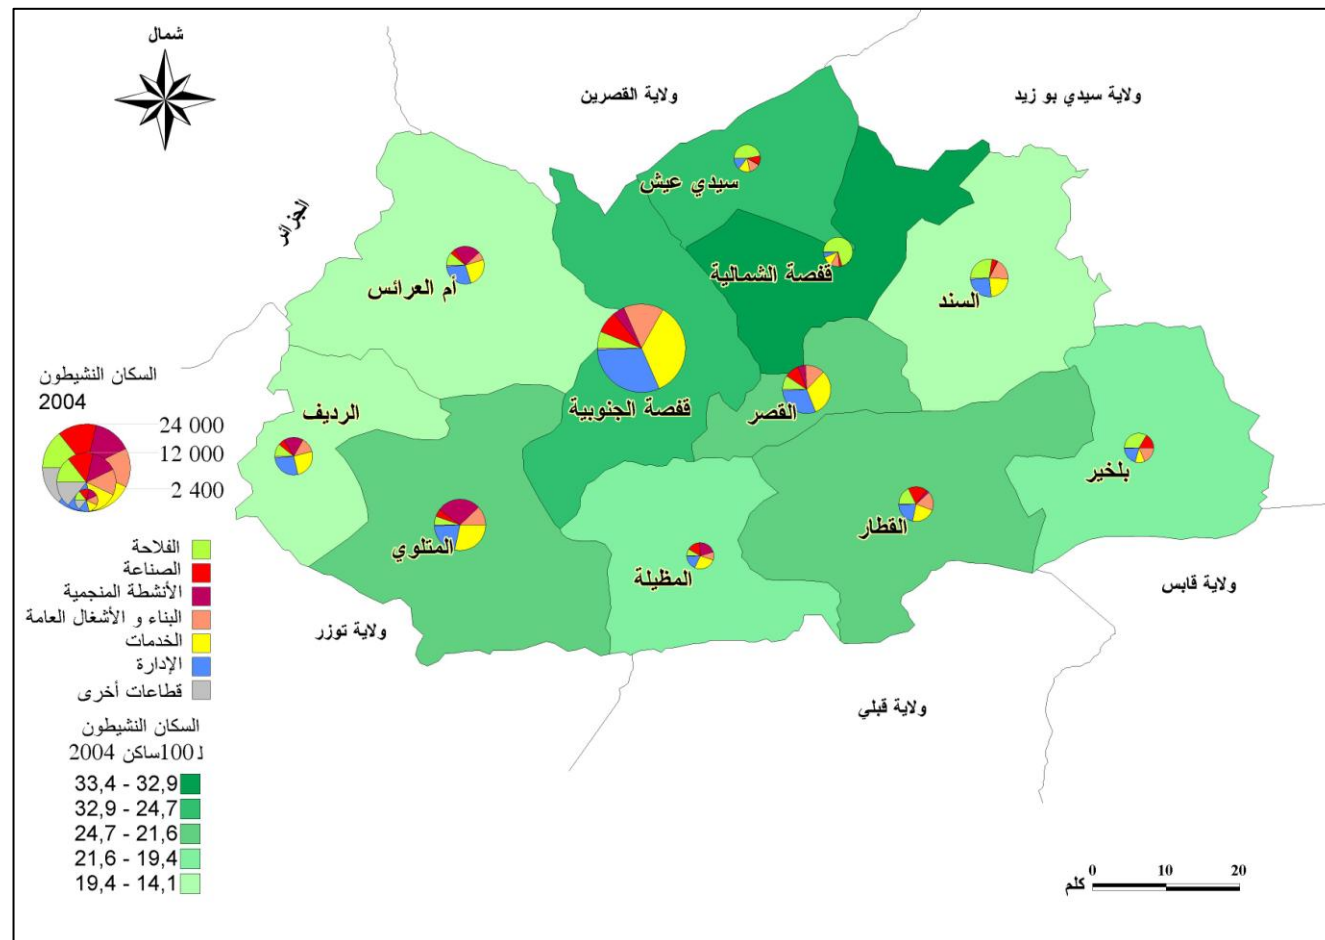 شمال
ولاية القصرين
ولاية سيدي بو زيد
الجزائر
سيدي عيش
قفصة الشمالية
أم العرائس
السند
الرديف
قفصة الجنوبية
القصر
بلخير
المتلوي
القطار
المظيلة
ولاية قابس
ولاية توزر
ولاية قبلي
السكان النشيطون
2004
24 000
12 000
2 400
الفلاحة
الصناعة
الأنشطة المنجمية
البناء و الأشغال العامة
الخدمات
الإدارة
قطاعات أخرى
السكان النشيطون
لـ 100ساكن 2004
33,4 - 32,9
32,9 - 24,7
24,7 - 21,6
21,6 - 19,4
19,4 - 14,1
0 10 20
كلم